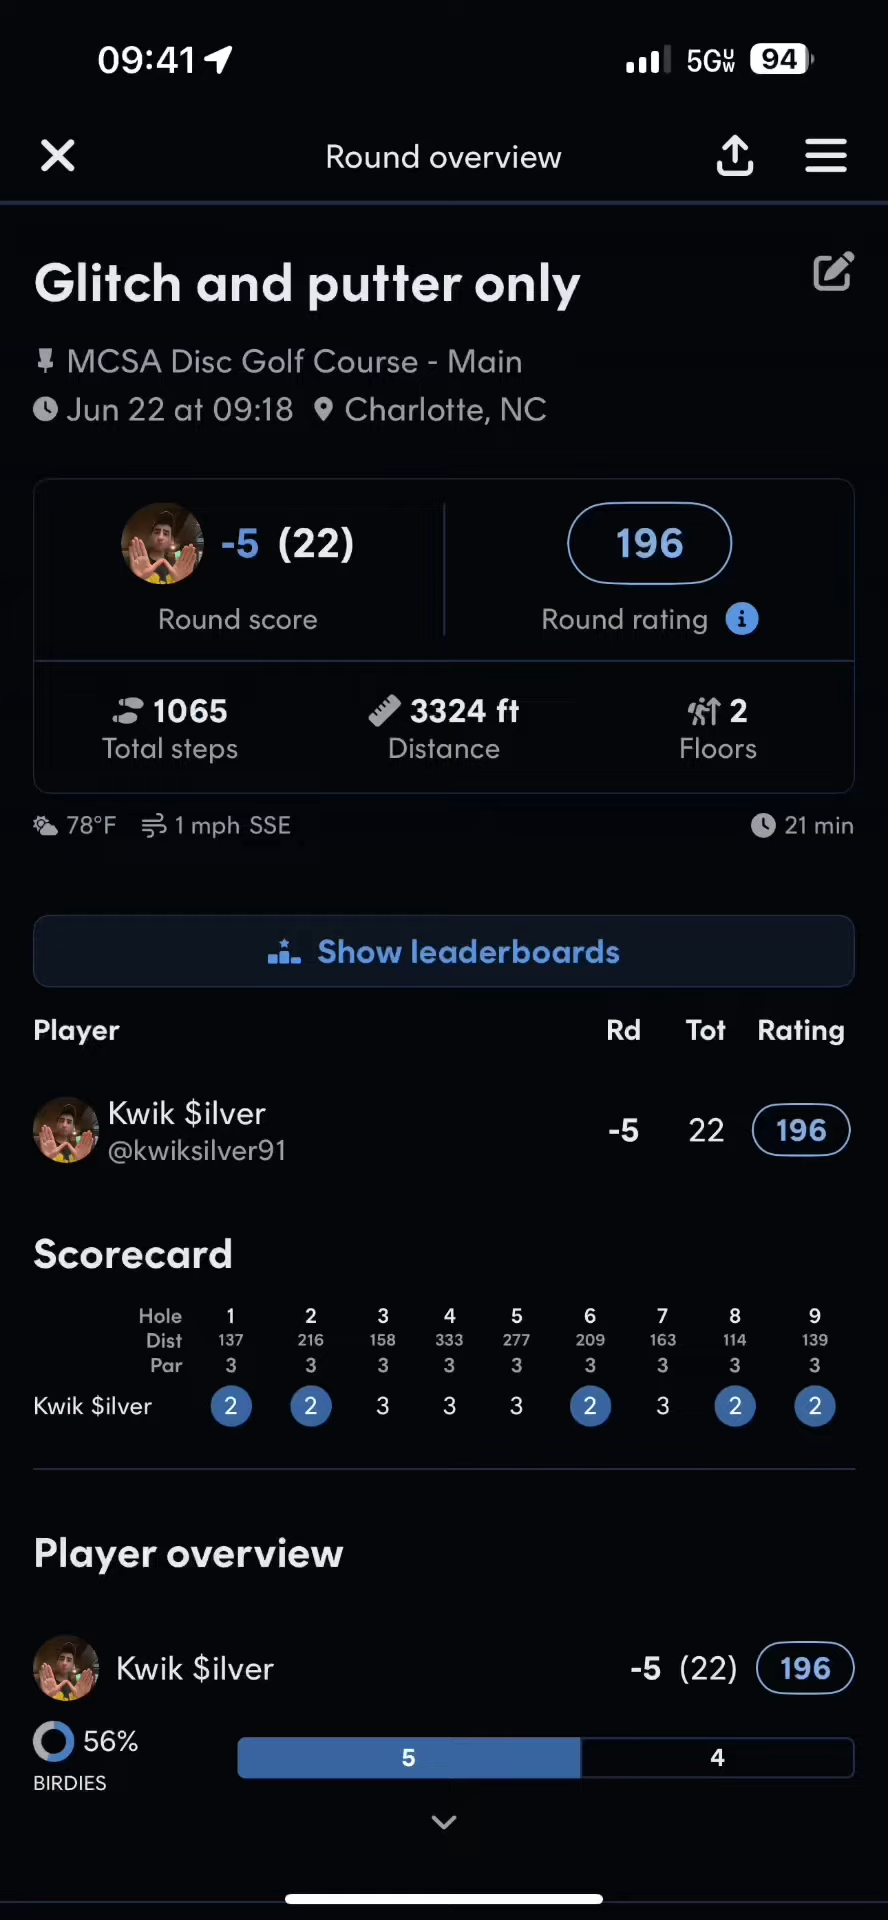 09:41 5GUW 94
Round overview
Glitch and putter only
MCSA Disc Golf Course - Main
Jun 22 at 09:18 Charlotte, NC
-5 (22) 196
Round score Round rating i
1065 3324 ft 2
Total steps Distance Floors
78°F 1 mph SSE 21 min
Show leaderboards
Player Rd Tot Rating
Kwik $ilver
@kwiksilver91
-5 22 196
Scorecard
Hole 1 2 3 4 5 6 7 8 9
Dist 137 216 158 333 277 209 163 114 139
Par 3 3 3 3 3 3 3 3 3
Kwik $ilver 2 2 3 3 3 2 3 2 2
Player overview
Kwik $ilver -5 (22) 196
56% 5 4
BIRDIES